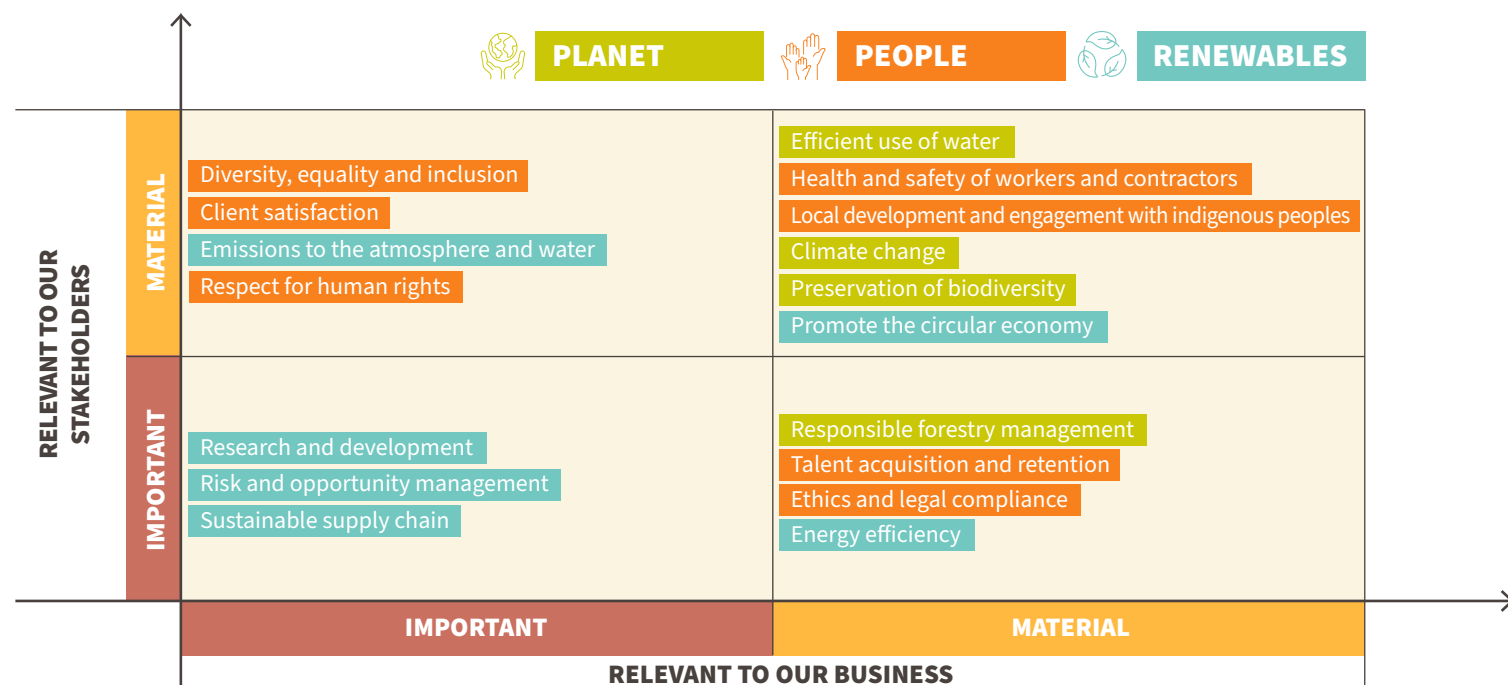 PLANET
PEOPLE
RENEWABLES
RELEVANT TO OUR
STAKEHOLDERS
MATERIAL
Diversity, equality and inclusion
Client satisfaction
Emissions to the atmosphere and water
Respect for human rights
Efficient use of water
Health and safety of workers and contractors
Local development and engagement with indigenous peoples
Climate change
Preservation of biodiversity
Promote the circular economy
IMPORTANT
Research and development
Risk and opportunity management
Sustainable supply chain
Responsible forestry management
Talent acquisition and retention
Ethics and legal compliance
Energy efficiency
IMPORTANT
MATERIAL
RELEVANT TO OUR BUSINESS